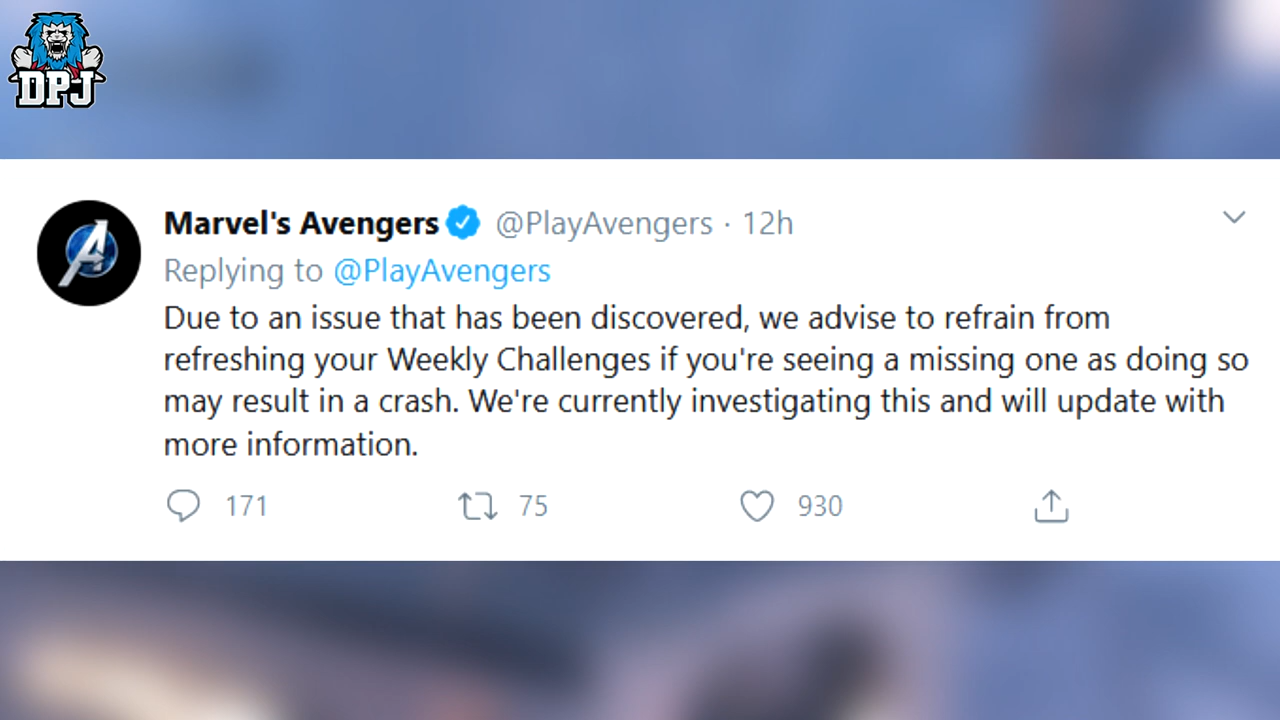 DPJ
Marvel's Avengers @PlayAvengers · 12h
Replying to @PlayAvengers
Due to an issue that has been discovered, we advise to refrain from
refreshing your Weekly Challenges if you're seeing a missing one as doing so
may result in a crash. We're currently investigating this and will update with
more information.
171 75 930